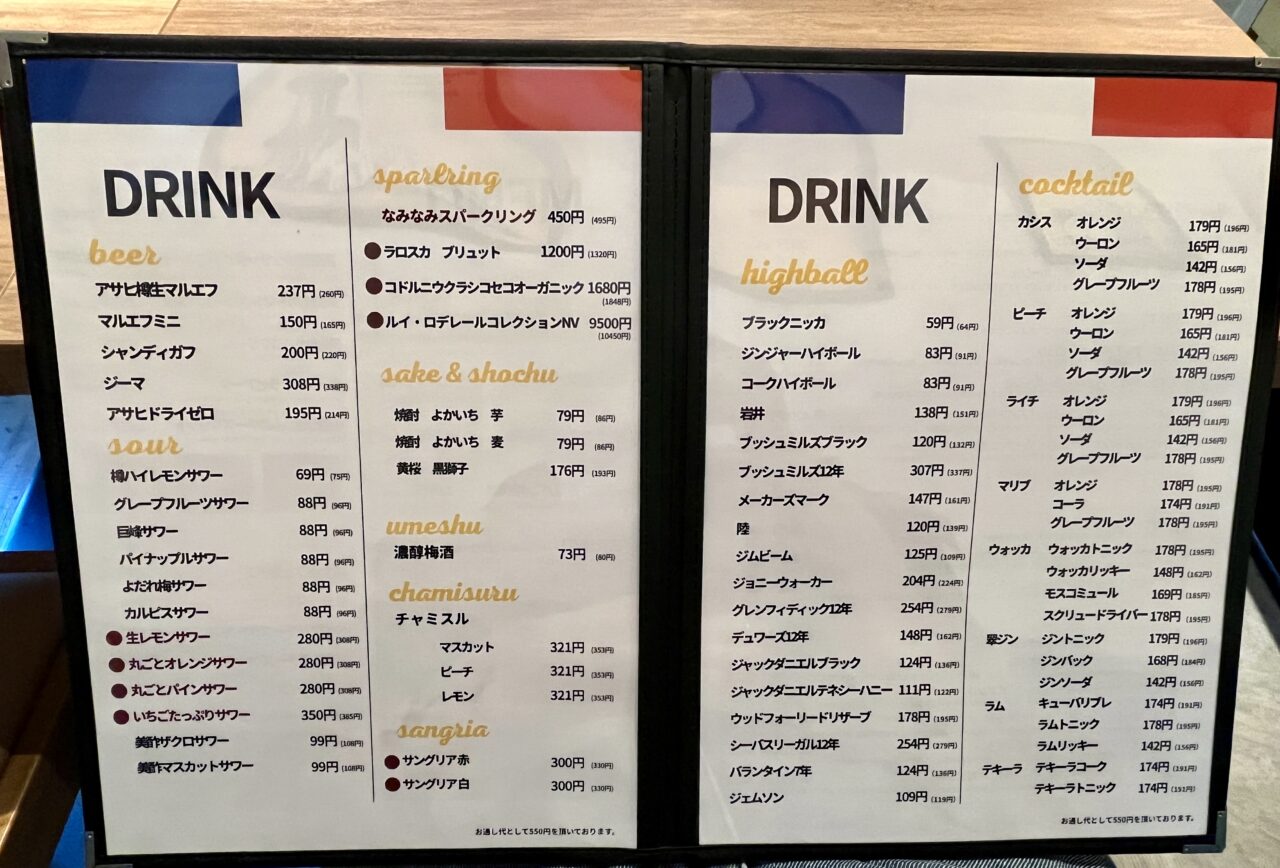 DRINK
beer
アサヒ樽生マルエフ 237円 (260円)
マルエフミニ 150円 (165円)
シャンディガフ 200円 (220円)
ジーマ 308円 (338円)
アサヒドライゼロ 195円 (214円)
sour
樽ハイレモンサワー 69円 (75円)
グレープフルーツサワー 88円 (96円)
巨峰サワー 88円 (96円)
パイナップルサワー 88円 (96円)
よだれ梅サワー 88円 (96円)
カルピスサワー 88円 (96円)
生レモンサワー 280円 (308円)
丸ごとオレンジサワー 280円 (308円)
丸ごとパインサワー 280円 (308円)
いちごたっぷりサワー 350円 (385円)
美酢ザクロサワー 99円 (108円)
美酢マスカットサワー 99円 (108円)
sparlring
なみなみスパークリング 450円 (495円)
ラロスカ ブリュット 1200円 (1320円)
コドルニウクラシコセコオーガニック 1680円
(1848円)
ルイ・ロデレールコレクションNV 9500円
(10450円)
sake & shochu
焼酎 よかいち 芋 79円 (86円)
焼酎 よかいち 麦 79円 (86円)
黄桜 黒獅子 176円 (193円)
umeshu
濃醇梅酒 73円 (80円)
chamisuru
チャミスル
マスカット 321円 (353円)
ピーチ 321円 (353円)
レモン 321円 (353円)
sangria
サングリア赤 300円 (330円)
サングリア白 300円 (330円)
お通し代として550円を頂いております。
DRINK
highball
ブラックニッカ 59円 (64円)
ジンジャーハイボール 83円 (91円)
コークハイボール 83円 (91円)
岩井 138円 (151円)
ブッシュミルズブラック 120円 (132円)
ブッシュミルズ12年 307円 (337円)
メーカーズマーク 147円 (161円)
陸 120円 (139円)
ジムビーム 125円 (109円)
ジョニーウォーカー 204円 (224円)
グレンフィディック12年 254円 (279円)
デュワーズ12年 148円 (162円)
ジャックダニエルブラック 124円 (136円)
ジャックダニエルテネシーハニー 111円 (122円)
ウッドフォーリードリザーブ 178円 (195円)
シーバスリーガル12年 254円 (279円)
バランタイン7年 124円 (136円)
ジェムソン 109円 (119円)
cocktail
カシス オレンジ 179円 (196円)
ウーロン 165円 (181円)
ソーダ 142円 (156円)
グレープフルーツ 178円 (195円)
ピーチ オレンジ 179円 (196円)
ウーロン 165円 (181円)
ソーダ 142円 (156円)
グレープフルーツ 178円 (195円)
ライチ オレンジ 179円 (196円)
ウーロン 165円 (181円)
ソーダ 142円 (156円)
グレープフルーツ 178円 (195円)
マリブ オレンジ 178円 (195円)
コーラ 174円 (191円)
グレープフルーツ 178円 (195円)
ウォッカ ウォッカトニック 178円 (195円)
ウォッカリッキー 148円 (162円)
モスコミュール 169円 (185円)
スクリュードライバー 178円 (195円)
翠ジン ジントニック 179円 (196円)
ジンバック 168円 (184円)
ジンソーダ 142円 (156円)
ラム キューバリブレ 174円 (191円)
ラムトニック 178円 (195円)
ラムリッキー 142円 (156円)
テキーラ テキーラコーク 174円 (191円)
テキーラトニック 174円 (191円)
お通し代として550円を頂いております。